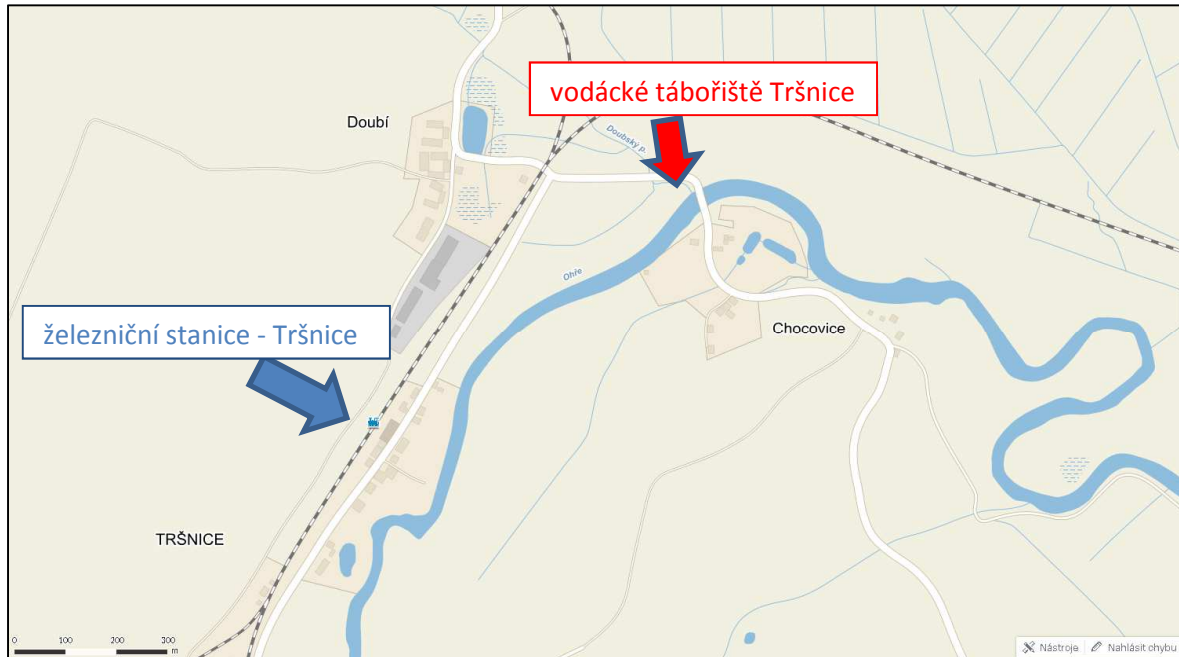 vodácké tábořiště Tršnice
Doubí
Doubský p.
Ohře
železniční stanice - Tršnice
Chocovice
TRŠNICE
0 100 200 300
m
Nástroje Nahlásit chybu